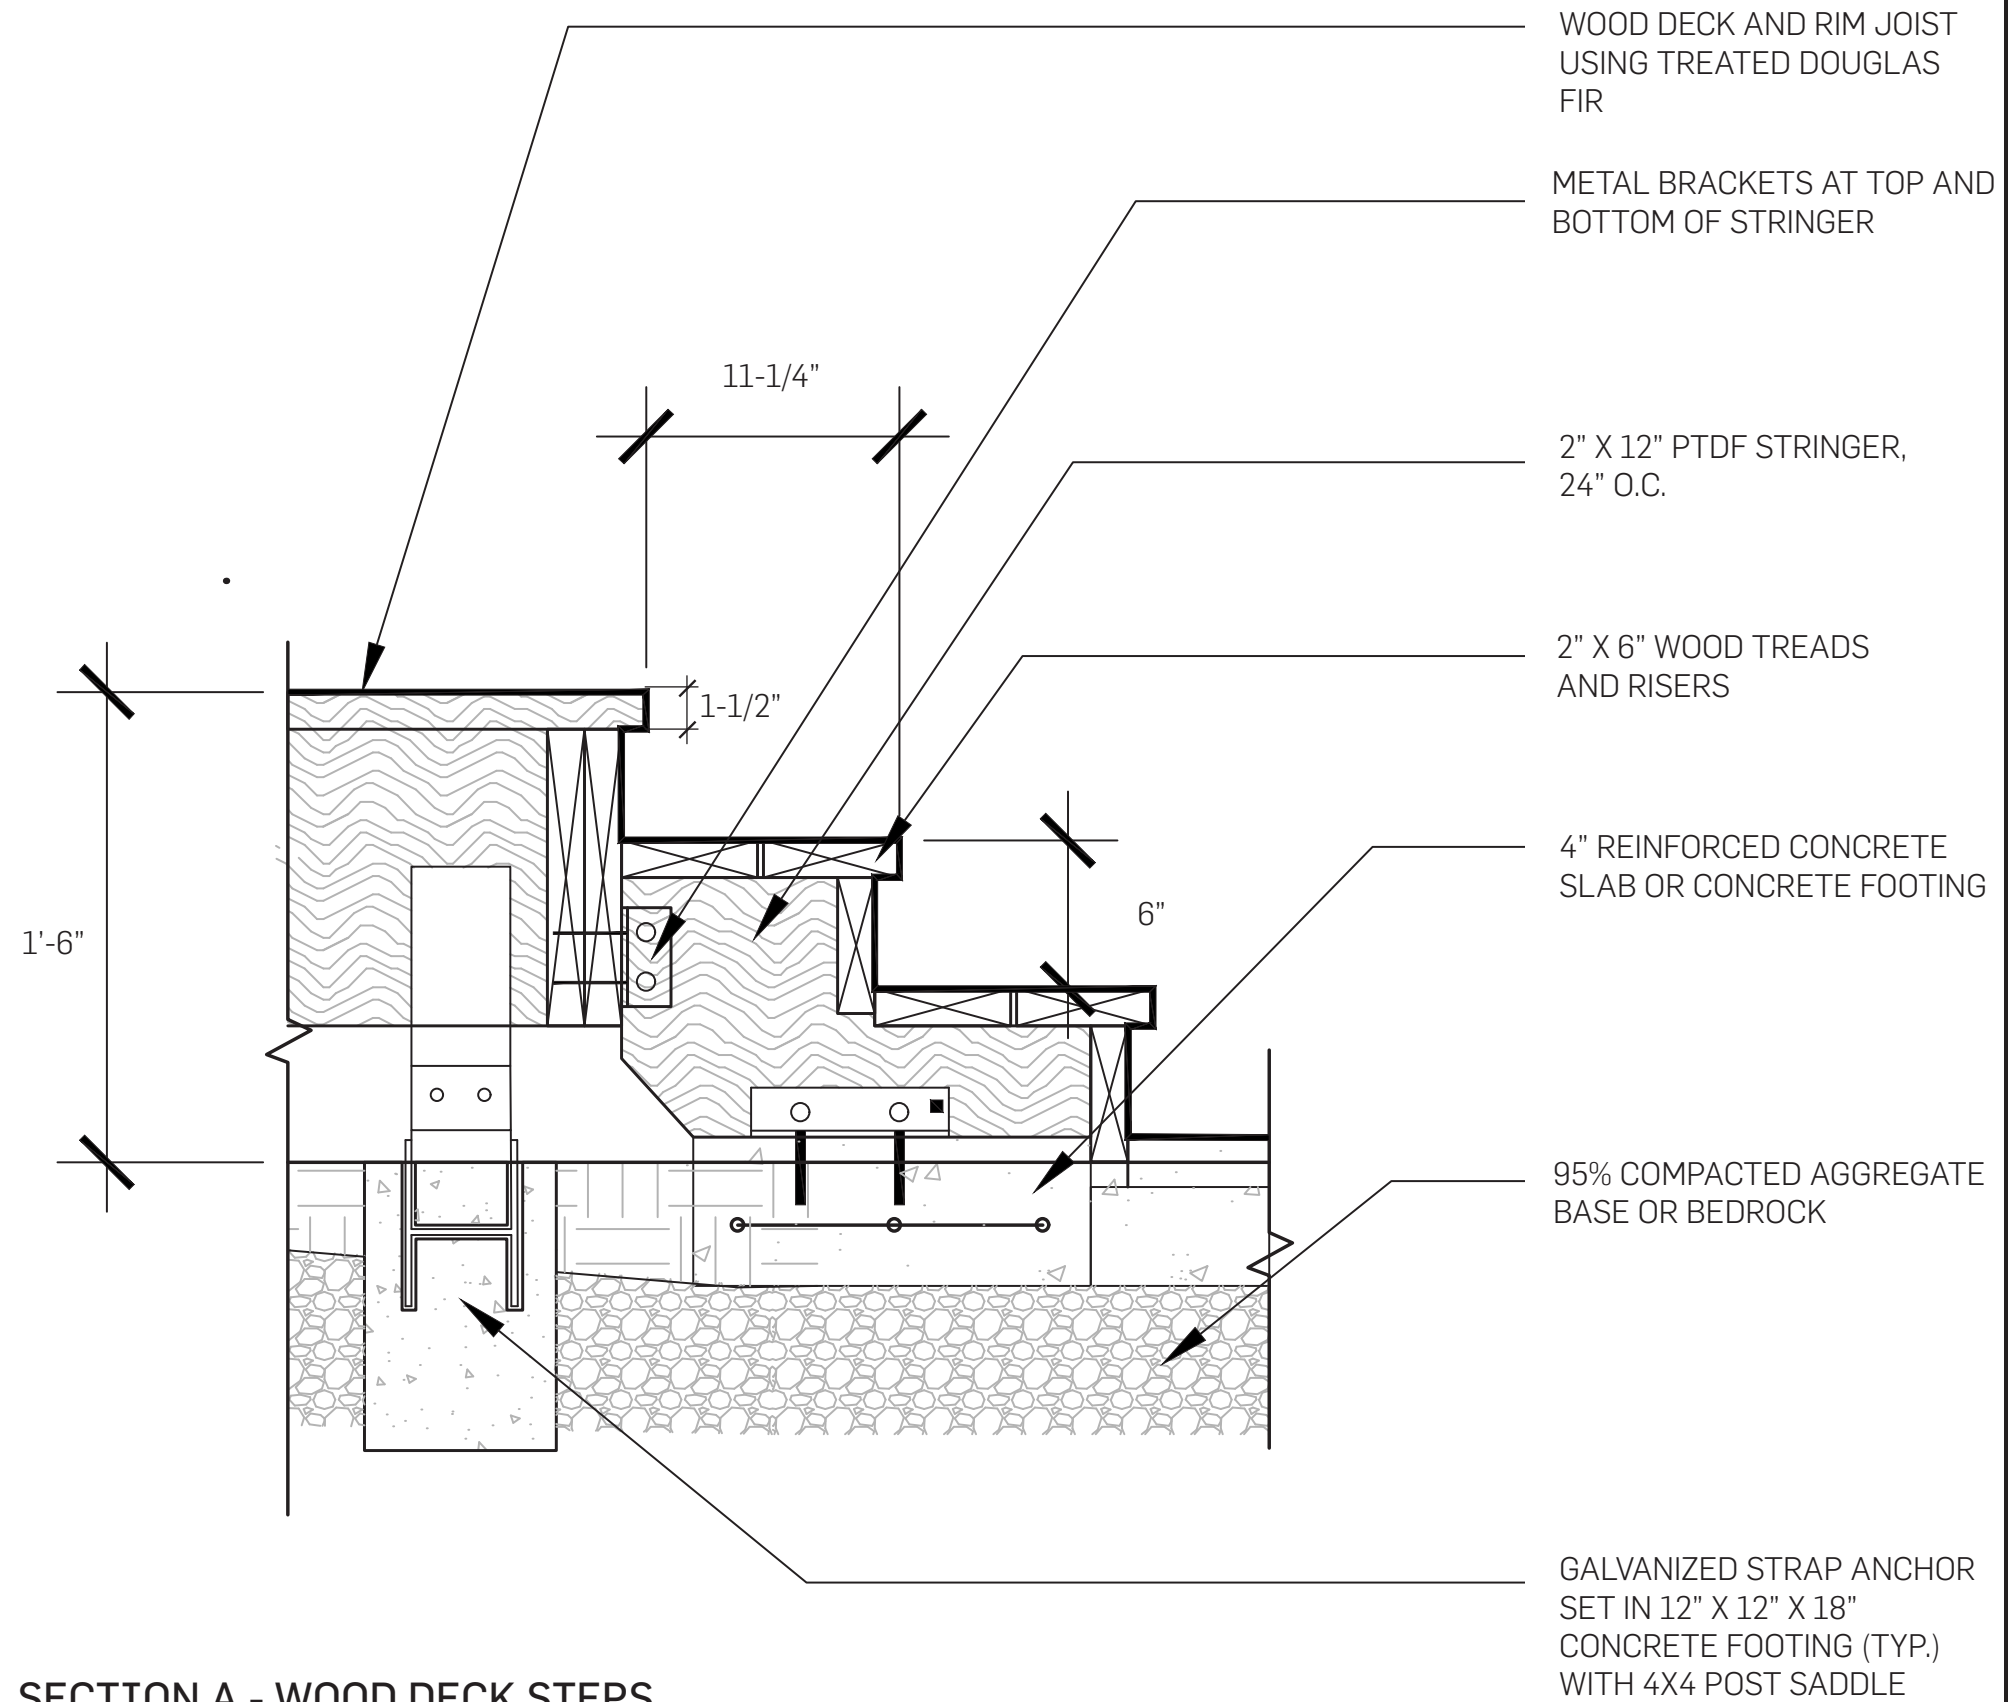 WOOD DECK AND RIM JOIST
USING TREATED DOUGLAS
FIR
METAL BRACKETS AT TOP AND
BOTTOM OF STRINGER
11-1/4”
2” X 12” PTDF STRINGER,
24” O.C.
2” X 6” WOOD TREADS
AND RISERS
1-1/2”
4” REINFORCED CONCRETE
SLAB OR CONCRETE FOOTING
6”
1’-6”
95% COMPACTED AGGREGATE
BASE OR BEDROCK
GALVANIZED STRAP ANCHOR
SET IN 12” X 12” X 18”
CONCRETE FOOTING (TYP.)
WITH 4X4 POST SADDLE
SECTION A - WOOD DECK STEPS